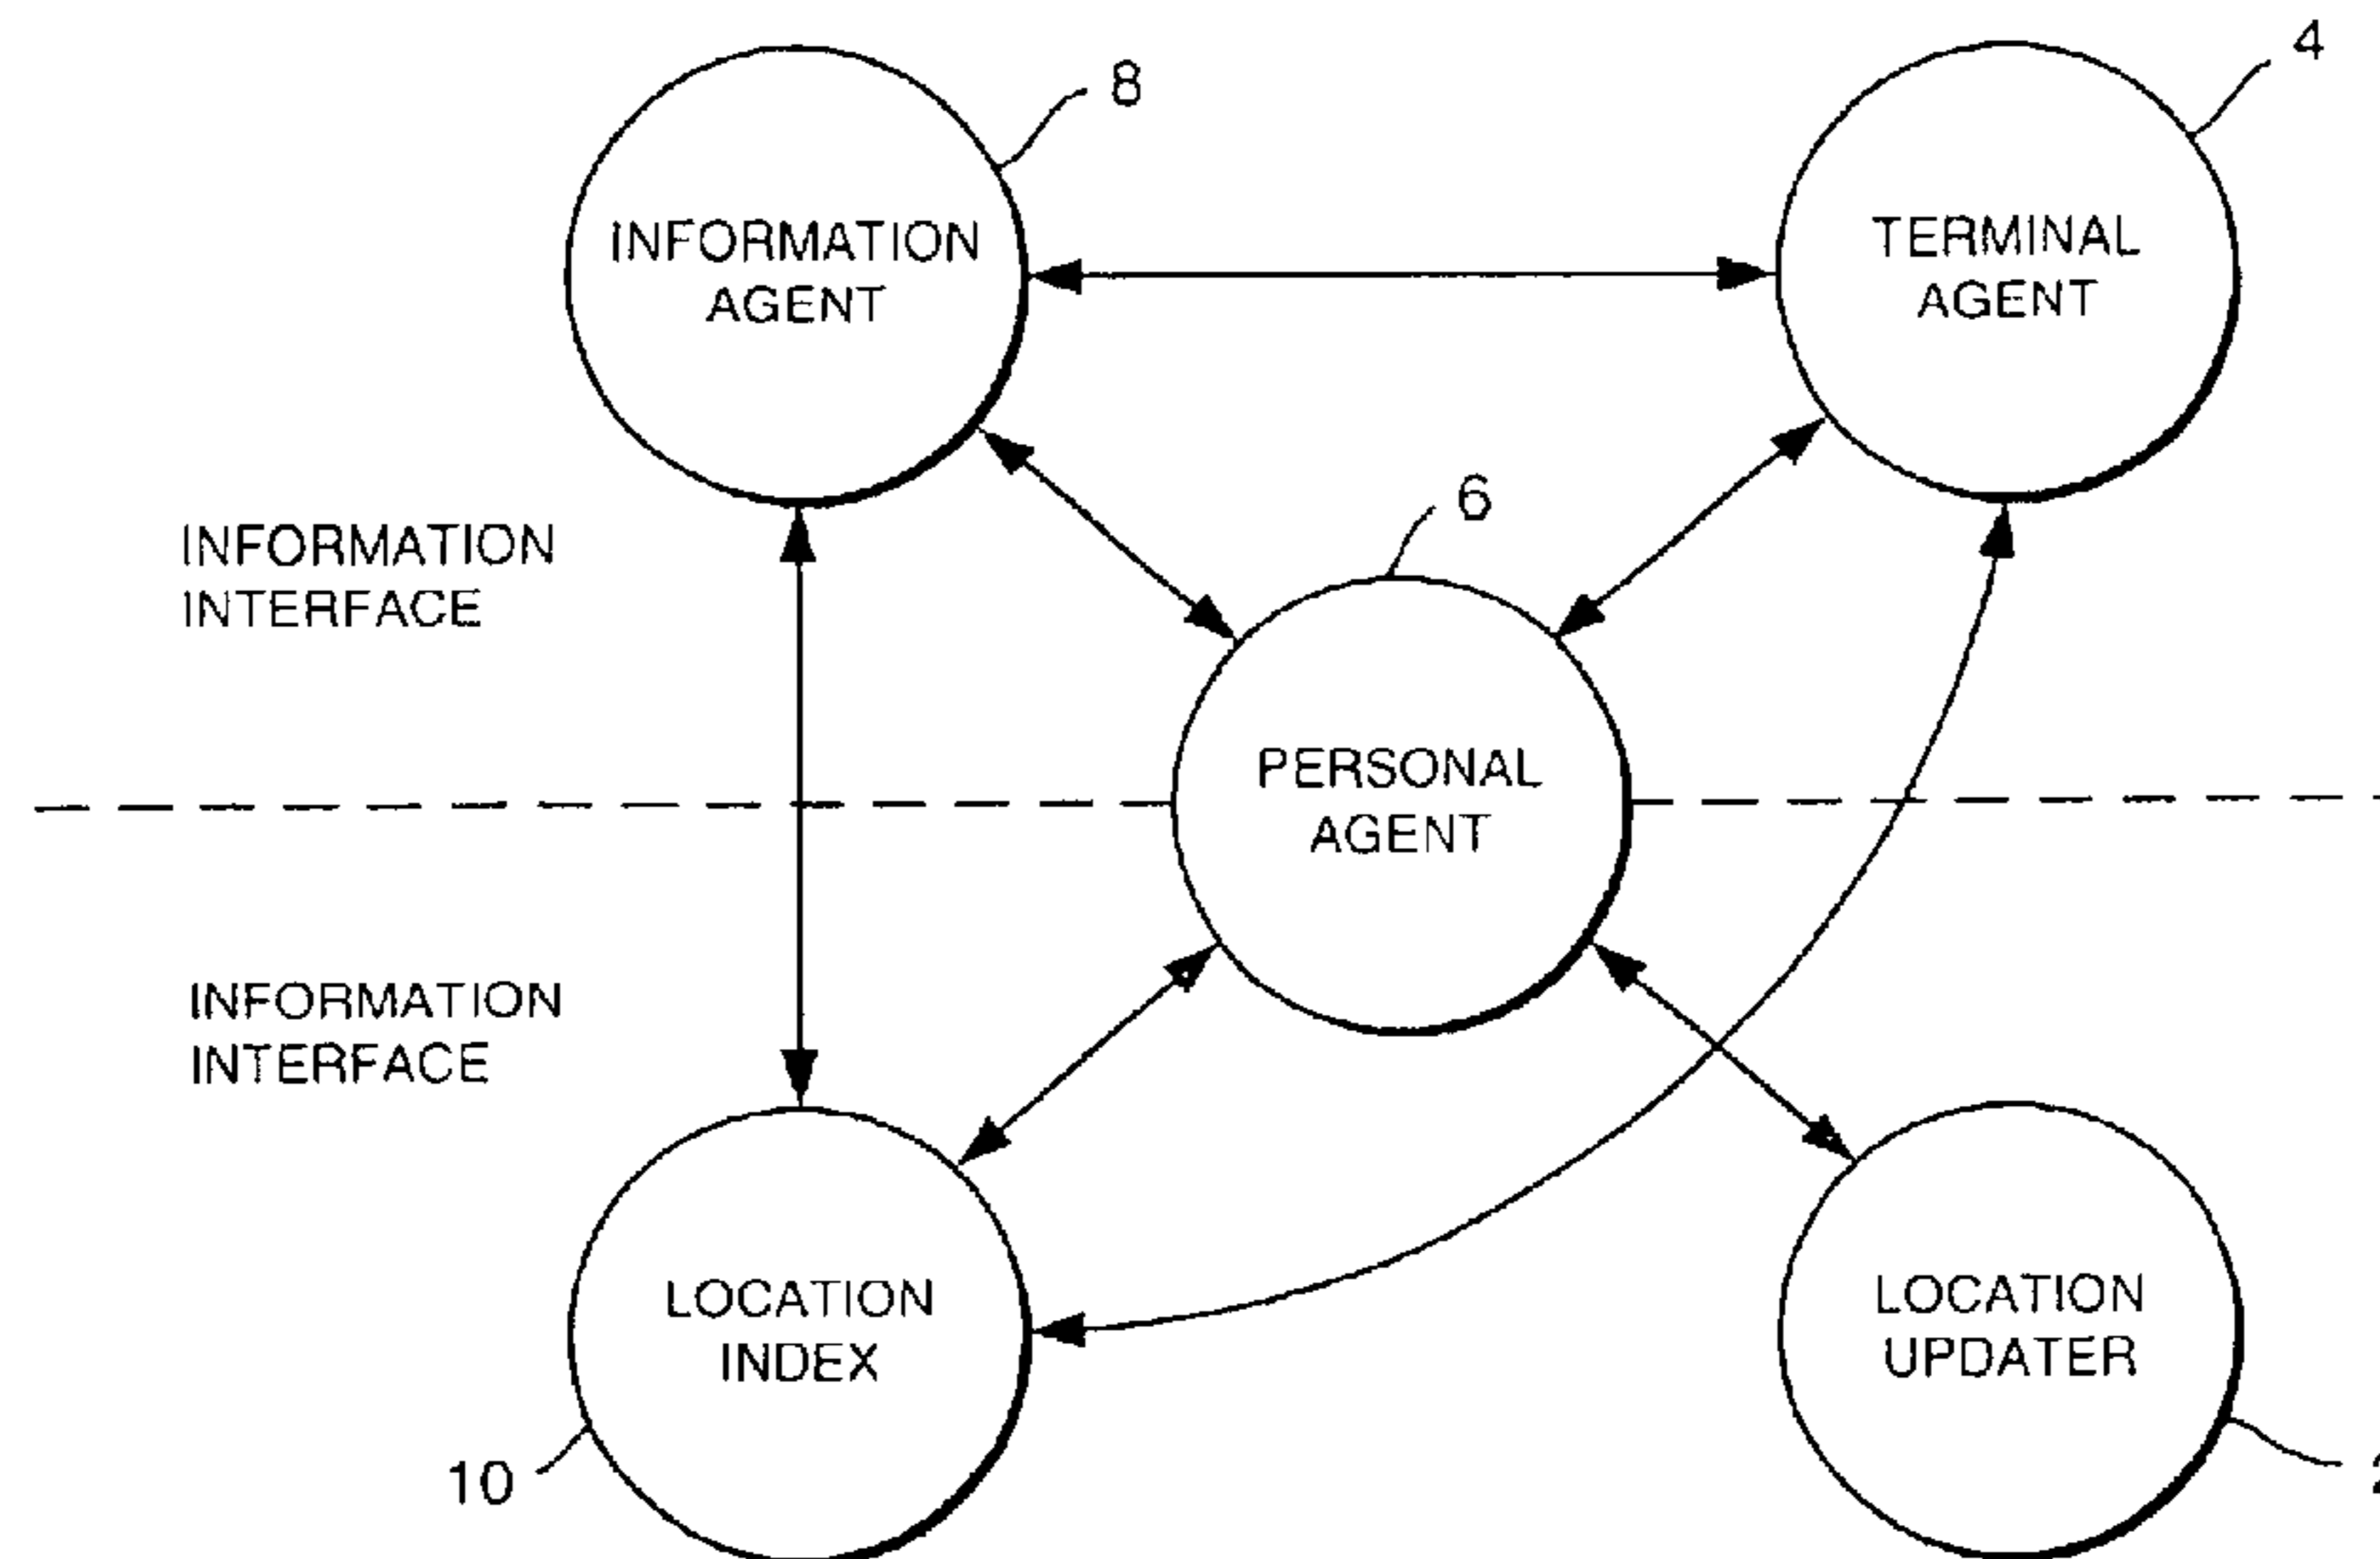 4
8
INFORMATION
AGENT
TERMINAL
AGENT
6
INFORMATION
INTERFACE
PERSONAL
AGENT
INFORMATION
INTERFACE
LOCATION
INDEX
LOCATION
UPDATER
10